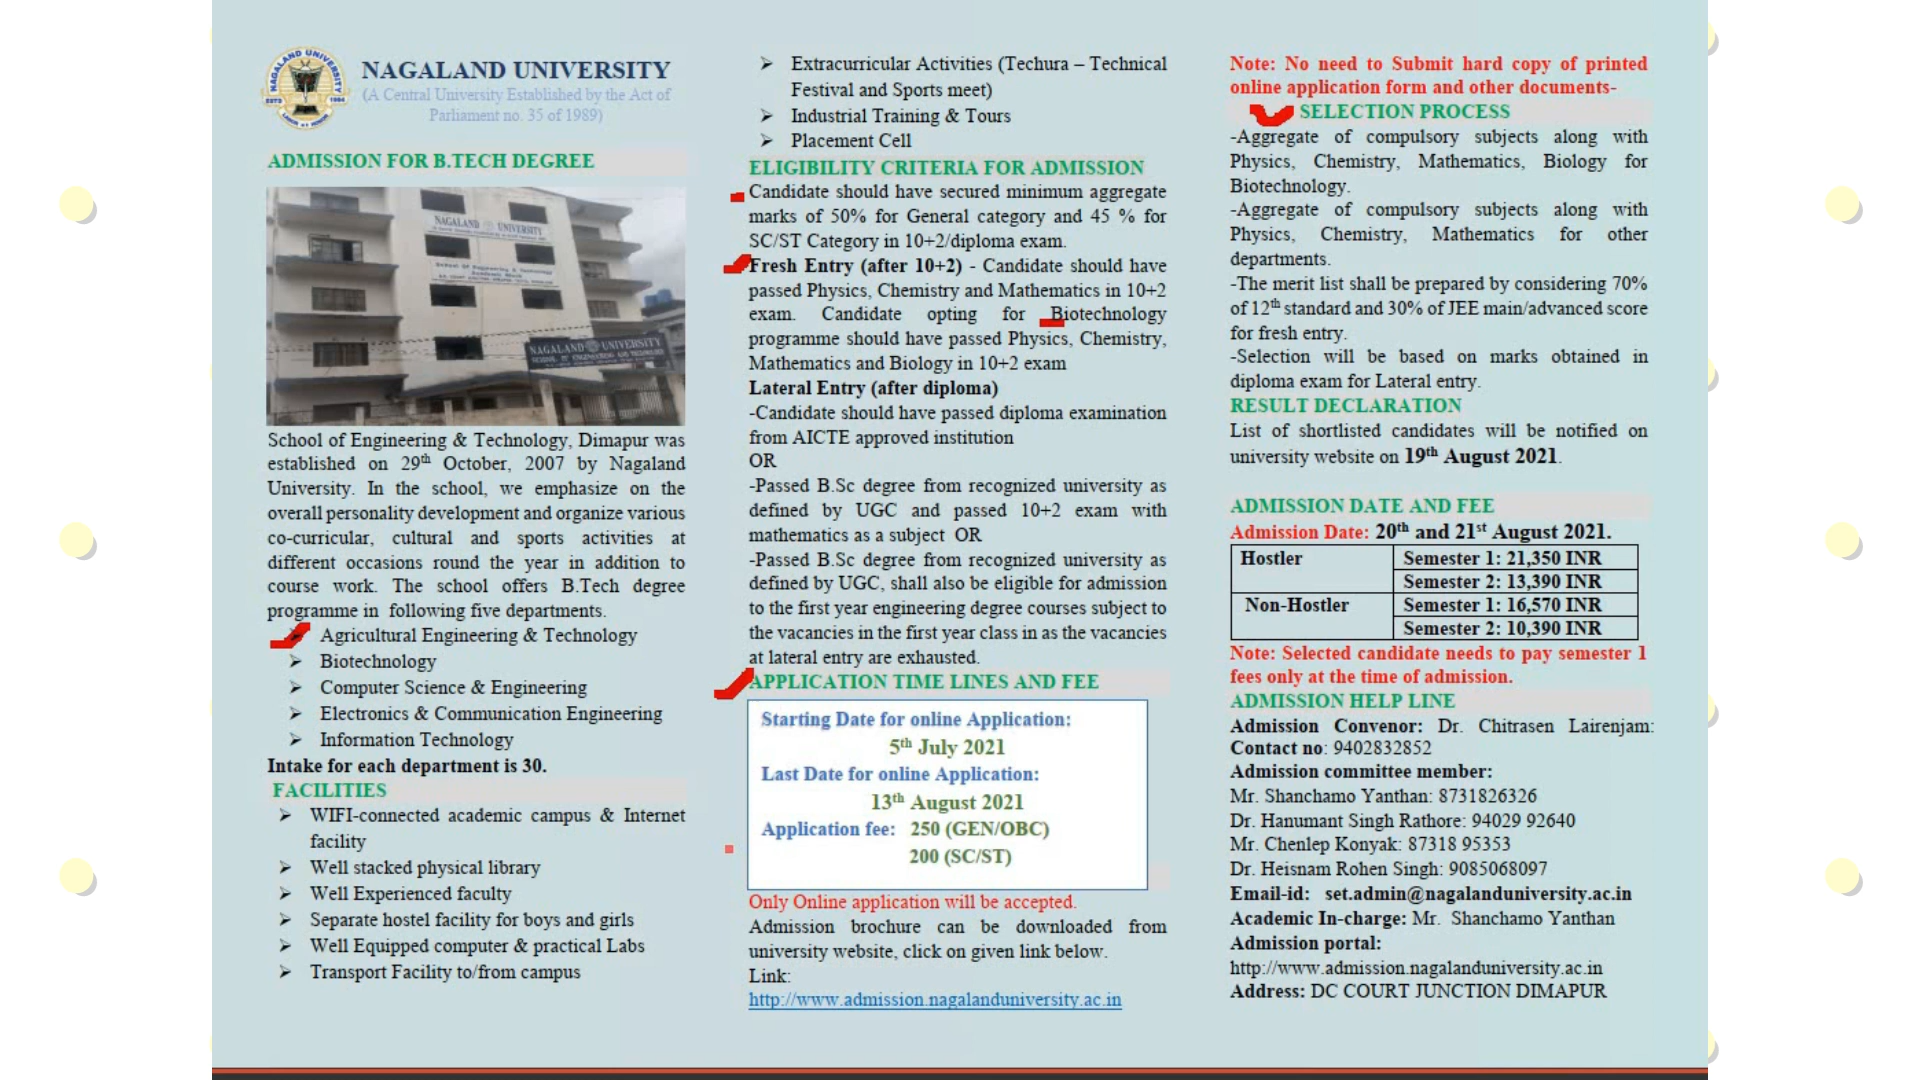 NAGALAND UNIVERSITY
(A Central University Established by the Act of
Parliament no. 35 of 1989)
ADMISSION FOR B.TECH DEGREE
NAGALAND UNIVERSITY
School Of Engineering & Technology
NAGALAND UNIVERSITY
SCHOOL OF ENGINEERING AND TECHNOLOGY
School of Engineering & Technology, Dimapur was
established on 29th October, 2007 by Nagaland
University. In the school, we emphasize on the
overall personality development and organize various
co-curricular, cultural and sports activities at
different occasions round the year in addition to
course work. The school offers B.Tech degree
programme in following five departments.
Agricultural Engineering & Technology
➢ Biotechnology
➢ Computer Science & Engineering
➢ Electronics & Communication Engineering
➢ Information Technology
Intake for each department is 30.
FACILITIES
➢ WIFI-connected academic campus & Internet
facility
➢ Well stacked physical library
➢ Well Experienced faculty
➢ Separate hostel facility for boys and girls
➢ Well Equipped computer & practical Labs
➢ Transport Facility to/from campus
➢ Extracurricular Activities (Techura – Technical
Festival and Sports meet)
➢ Industrial Training & Tours
➢ Placement Cell
ELIGIBILITY CRITERIA FOR ADMISSION
Candidate should have secured minimum aggregate
marks of 50% for General category and 45 % for
SC/ST Category in 10+2/diploma exam.
Fresh Entry (after 10+2) - Candidate should have
passed Physics, Chemistry and Mathematics in 10+2
exam. Candidate opting for Biotechnology
programme should have passed Physics, Chemistry,
Mathematics and Biology in 10+2 exam
Lateral Entry (after diploma)
-Candidate should have passed diploma examination
from AICTE approved institution
OR
-Passed B.Sc degree from recognized university as
defined by UGC and passed 10+2 exam with
mathematics as a subject OR
-Passed B.Sc degree from recognized university as
defined by UGC, shall also be eligible for admission
to the first year engineering degree courses subject to
the vacancies in the first year class in as the vacancies
at lateral entry are exhausted.
APPLICATION TIME LINES AND FEE
Starting Date for online Application:
5th July 2021
Last Date for online Application:
13th August 2021
Application fee: 250 (GEN/OBC)
200 (SC/ST)
Only Online application will be accepted.
Admission brochure can be downloaded from
university website, click on given link below.
Link:
http://www.admission.nagalanduniversity.ac.in
Note: No need to Submit hard copy of printed
online application form and other documents-
SELECTION PROCESS
-Aggregate of compulsory subjects along with
Physics, Chemistry, Mathematics, Biology for
Biotechnology.
-Aggregate of compulsory subjects along with
Physics, Chemistry, Mathematics for other
departments.
-The merit list shall be prepared by considering 70%
of 12th standard and 30% of JEE main/advanced score
for fresh entry.
-Selection will be based on marks obtained in
diploma exam for Lateral entry.
RESULT DECLARATION
List of shortlisted candidates will be notified on
university website on 19th August 2021.
ADMISSION DATE AND FEE
Admission Date: 20th and 21st August 2021.
Hostler Semester 1: 21,350 INR
Semester 2: 13,390 INR
Non-Hostler Semester 1: 16,570 INR
Semester 2: 10,390 INR
Note: Selected candidate needs to pay semester 1
fees only at the time of admission.
ADMISSION HELP LINE
Admission Convenor: Dr. Chitrasen Lairenjam:
Contact no: 9402832852
Admission committee member:
Mr. Shanchamo Yanthan: 8731826326
Dr. Hanumant Singh Rathore: 94029 92640
Mr. Chenlep Konyak: 87318 95353
Dr. Heisnam Rohen Singh: 9085068097
Email-id: set.admin@nagalanduniversity.ac.in
Academic In-charge: Mr. Shanchamo Yanthan
Admission portal:
http://www.admission.nagalanduniversity.ac.in
Address: DC COURT JUNCTION DIMAPUR